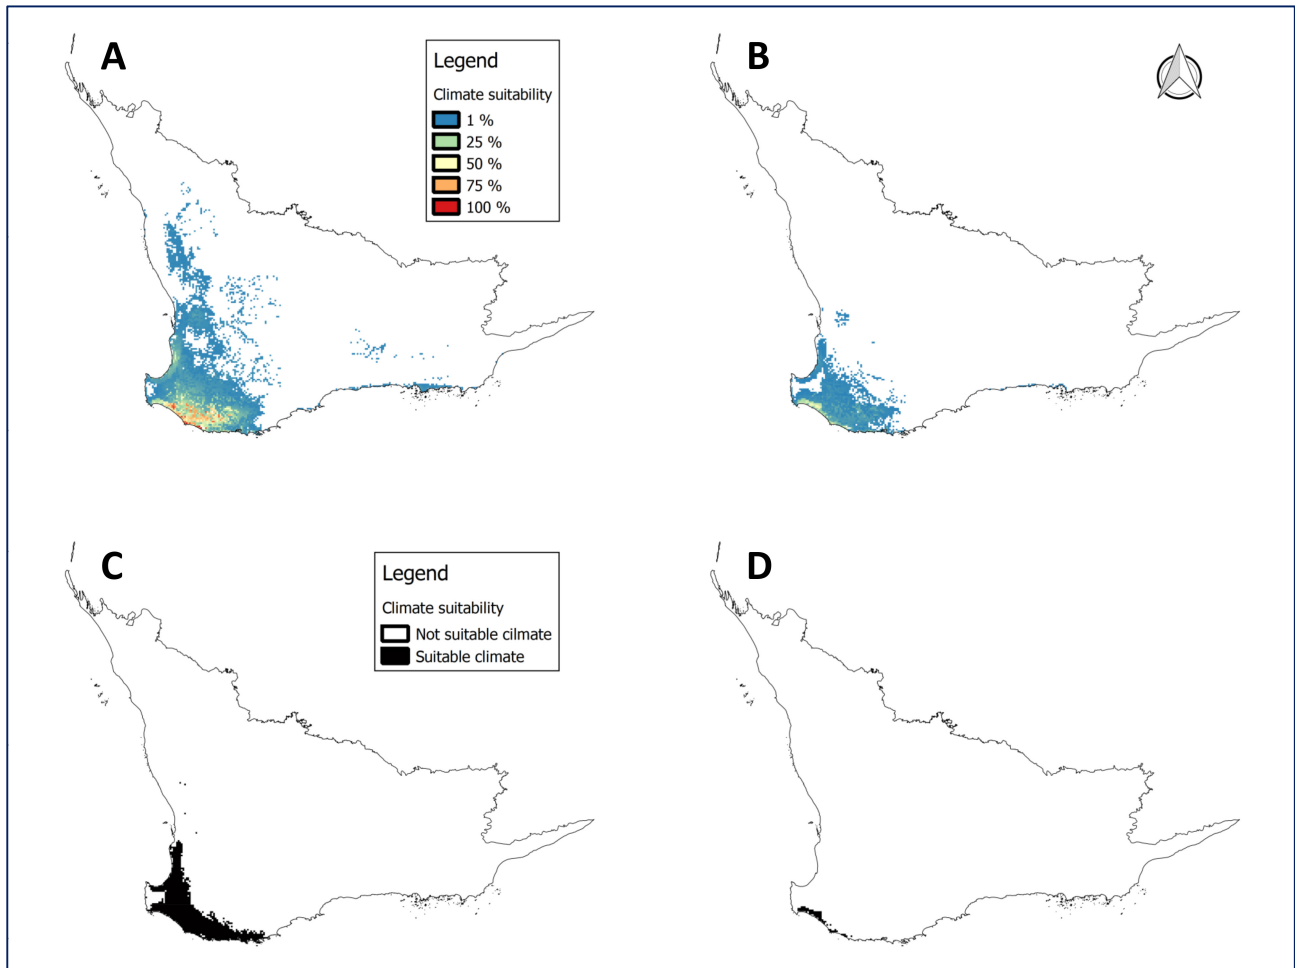 A
Legend
Climate suitability
1 %
25 %
50 %
75 %
100 %
B
C
Legend
Climate suitability
Not suitable cilmate
Suitable climate
D